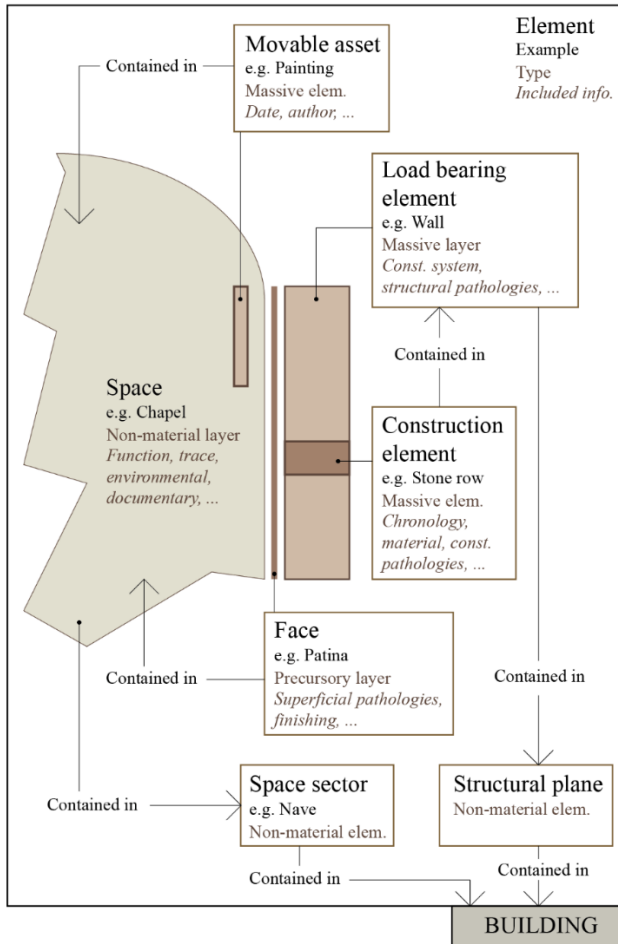 Movable asset
e.g. Painting
Massive elem.
Date, author, ...
Element
Example
Type
Included info.
Contained in
Load bearing
element
e.g. Wall
Massive layer
Const. system,
structural pathologies, ...
Contained in
Space
e.g. Chapel
Non-material layer
Function, trace,
environmental,
documentary, ...
Construction
element
e.g. Stone row
Massive elem.
Chronology,
material, const.
pathologies, ...
Face
e.g. Patina
Precursory layer
Superficial pathologies,
finishing, ...
Contained in
Contained in
Contained in
Space sector
e.g. Nave
Non-material elem.
Structural plane
Non-material elem.
Contained in
Contained in
BUILDING